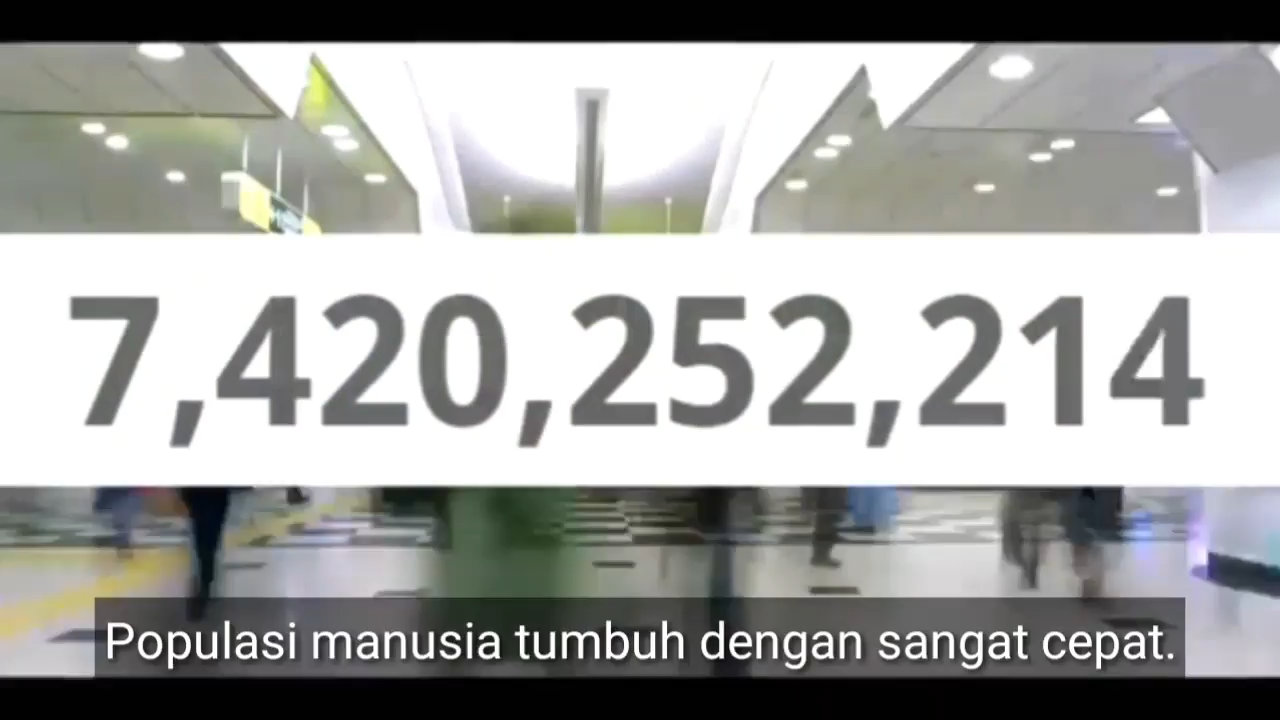 7,420,252,214
Populasi manusia tumbuh dengan sangat cepat.